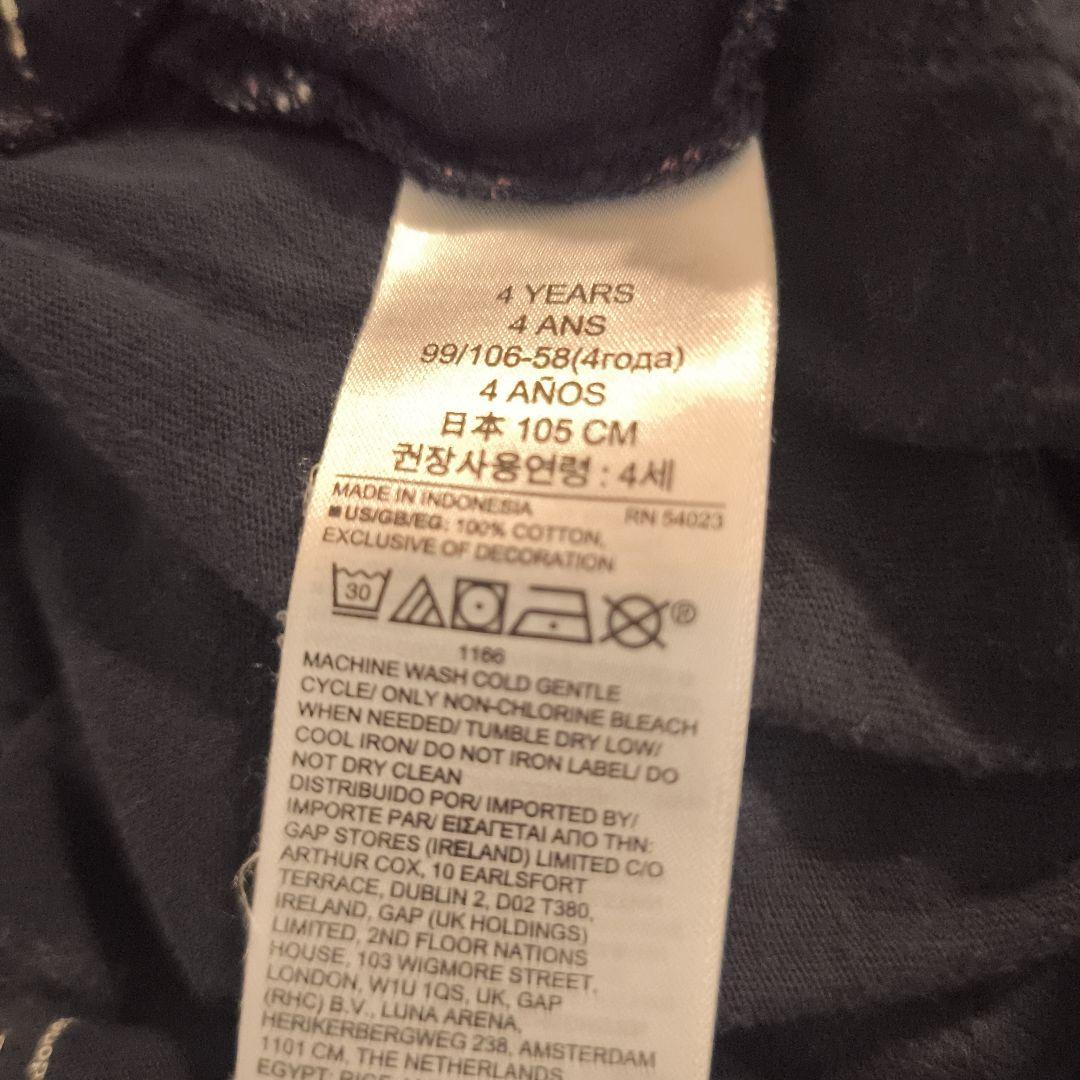 4 YEARS
4 ANS
99/106-58(4года)
4 AÑOS
日本 105 CM
권장사용연령 : 4세
MADE IN INDONESIA RN 54023
■ US/GB/EG: 100% COTTON,
EXCLUSIVE OF DECORATION
30 ®
1166
MACHINE WASH COLD GENTLE
CYCLE/ ONLY NON-CHLORINE BLEACH
WHEN NEEDED/ TUMBLE DRY LOW/
COOL IRON/ DO NOT IRON LABEL/ DO
NOT DRY CLEAN
DISTRIBUIDO POR/ IMPORTED BY/
IMPORTE PAR/ ΕΙΣΑΓΕΤΑΙ ΑΠΟ ΤΗΝ:
GAP STORES (IRELAND) LIMITED C/O
ARTHUR COX, 10 EARLSFORT
TERRACE, DUBLIN 2, D02 T380,
IRELAND, GAP (UK HOLDINGS)
LIMITED, 2ND FLOOR NATIONS
HOUSE, 103 WIGMORE STREET,
LONDON, W1U 1QS, UK, GAP
(RHC) B.V., LUNA ARENA,
HERIKERBERGWEG 238, AMSTERDAM
1101 CM, THE NETHERLANDS
EGYPT: